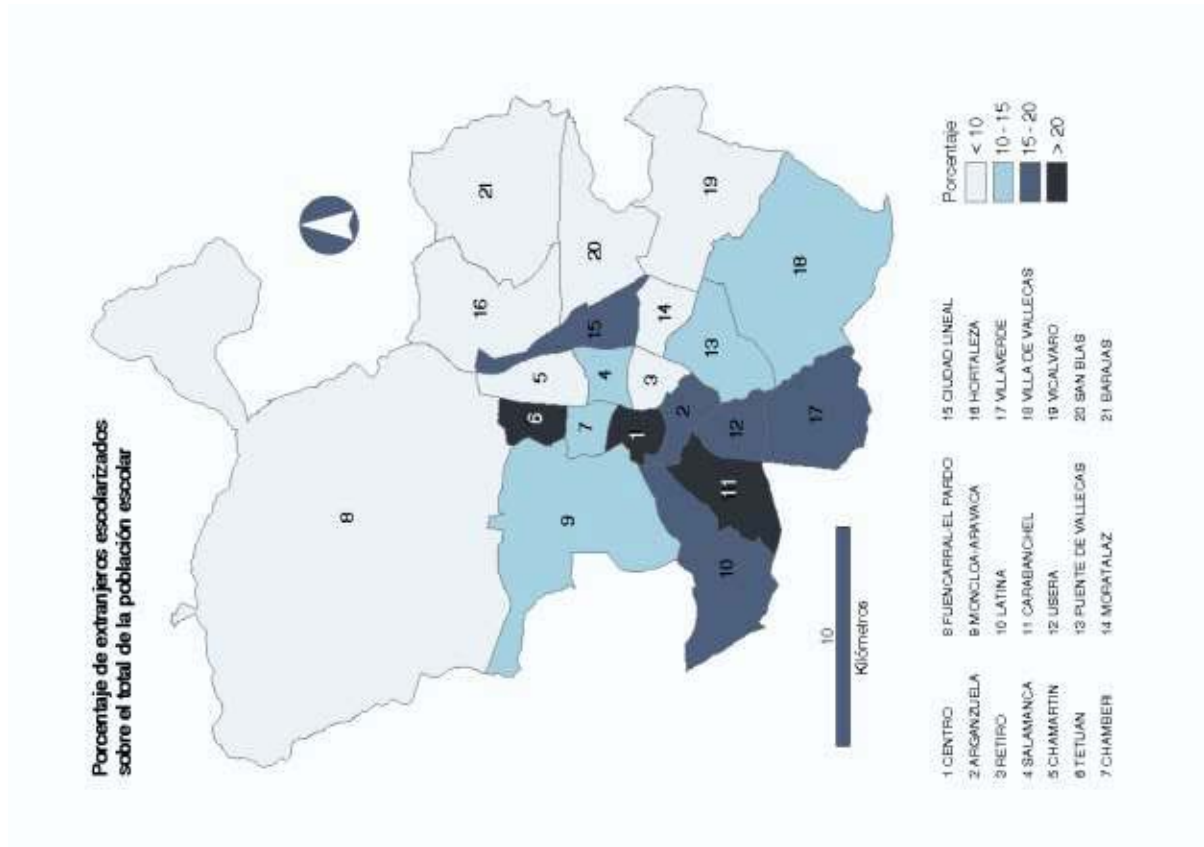 Porcentaje de extranjeros escolarizados
sobre el total de la población escolar
8
21
16
20
19
15
14
5
4
3
13
18
6
7
1
2
12
17
9
11
10
10
Kilómetros
1 CENTRO
2 ARGANZUELA
3 RETIRO
4 SALAMANCA
5 CHAMARTIN
6 TETUAN
7 CHAMBERI
8 FUENCARRAL-EL PARDO
9 MONCLOA-ARAVACA
10 LATINA
11 CARABANCHEL
12 USERA
13 PUENTE DE VALLECAS
14 MORATALAZ
15 CIUDAD LINEAL
16 HORTALEZA
17 VILLAVERDE
18 VILLA DE VALLECAS
19 VICALVARO
20 SAN BLAS
21 BARAJAS
Porcentaje
< 10
10 - 15
15 - 20
> 20